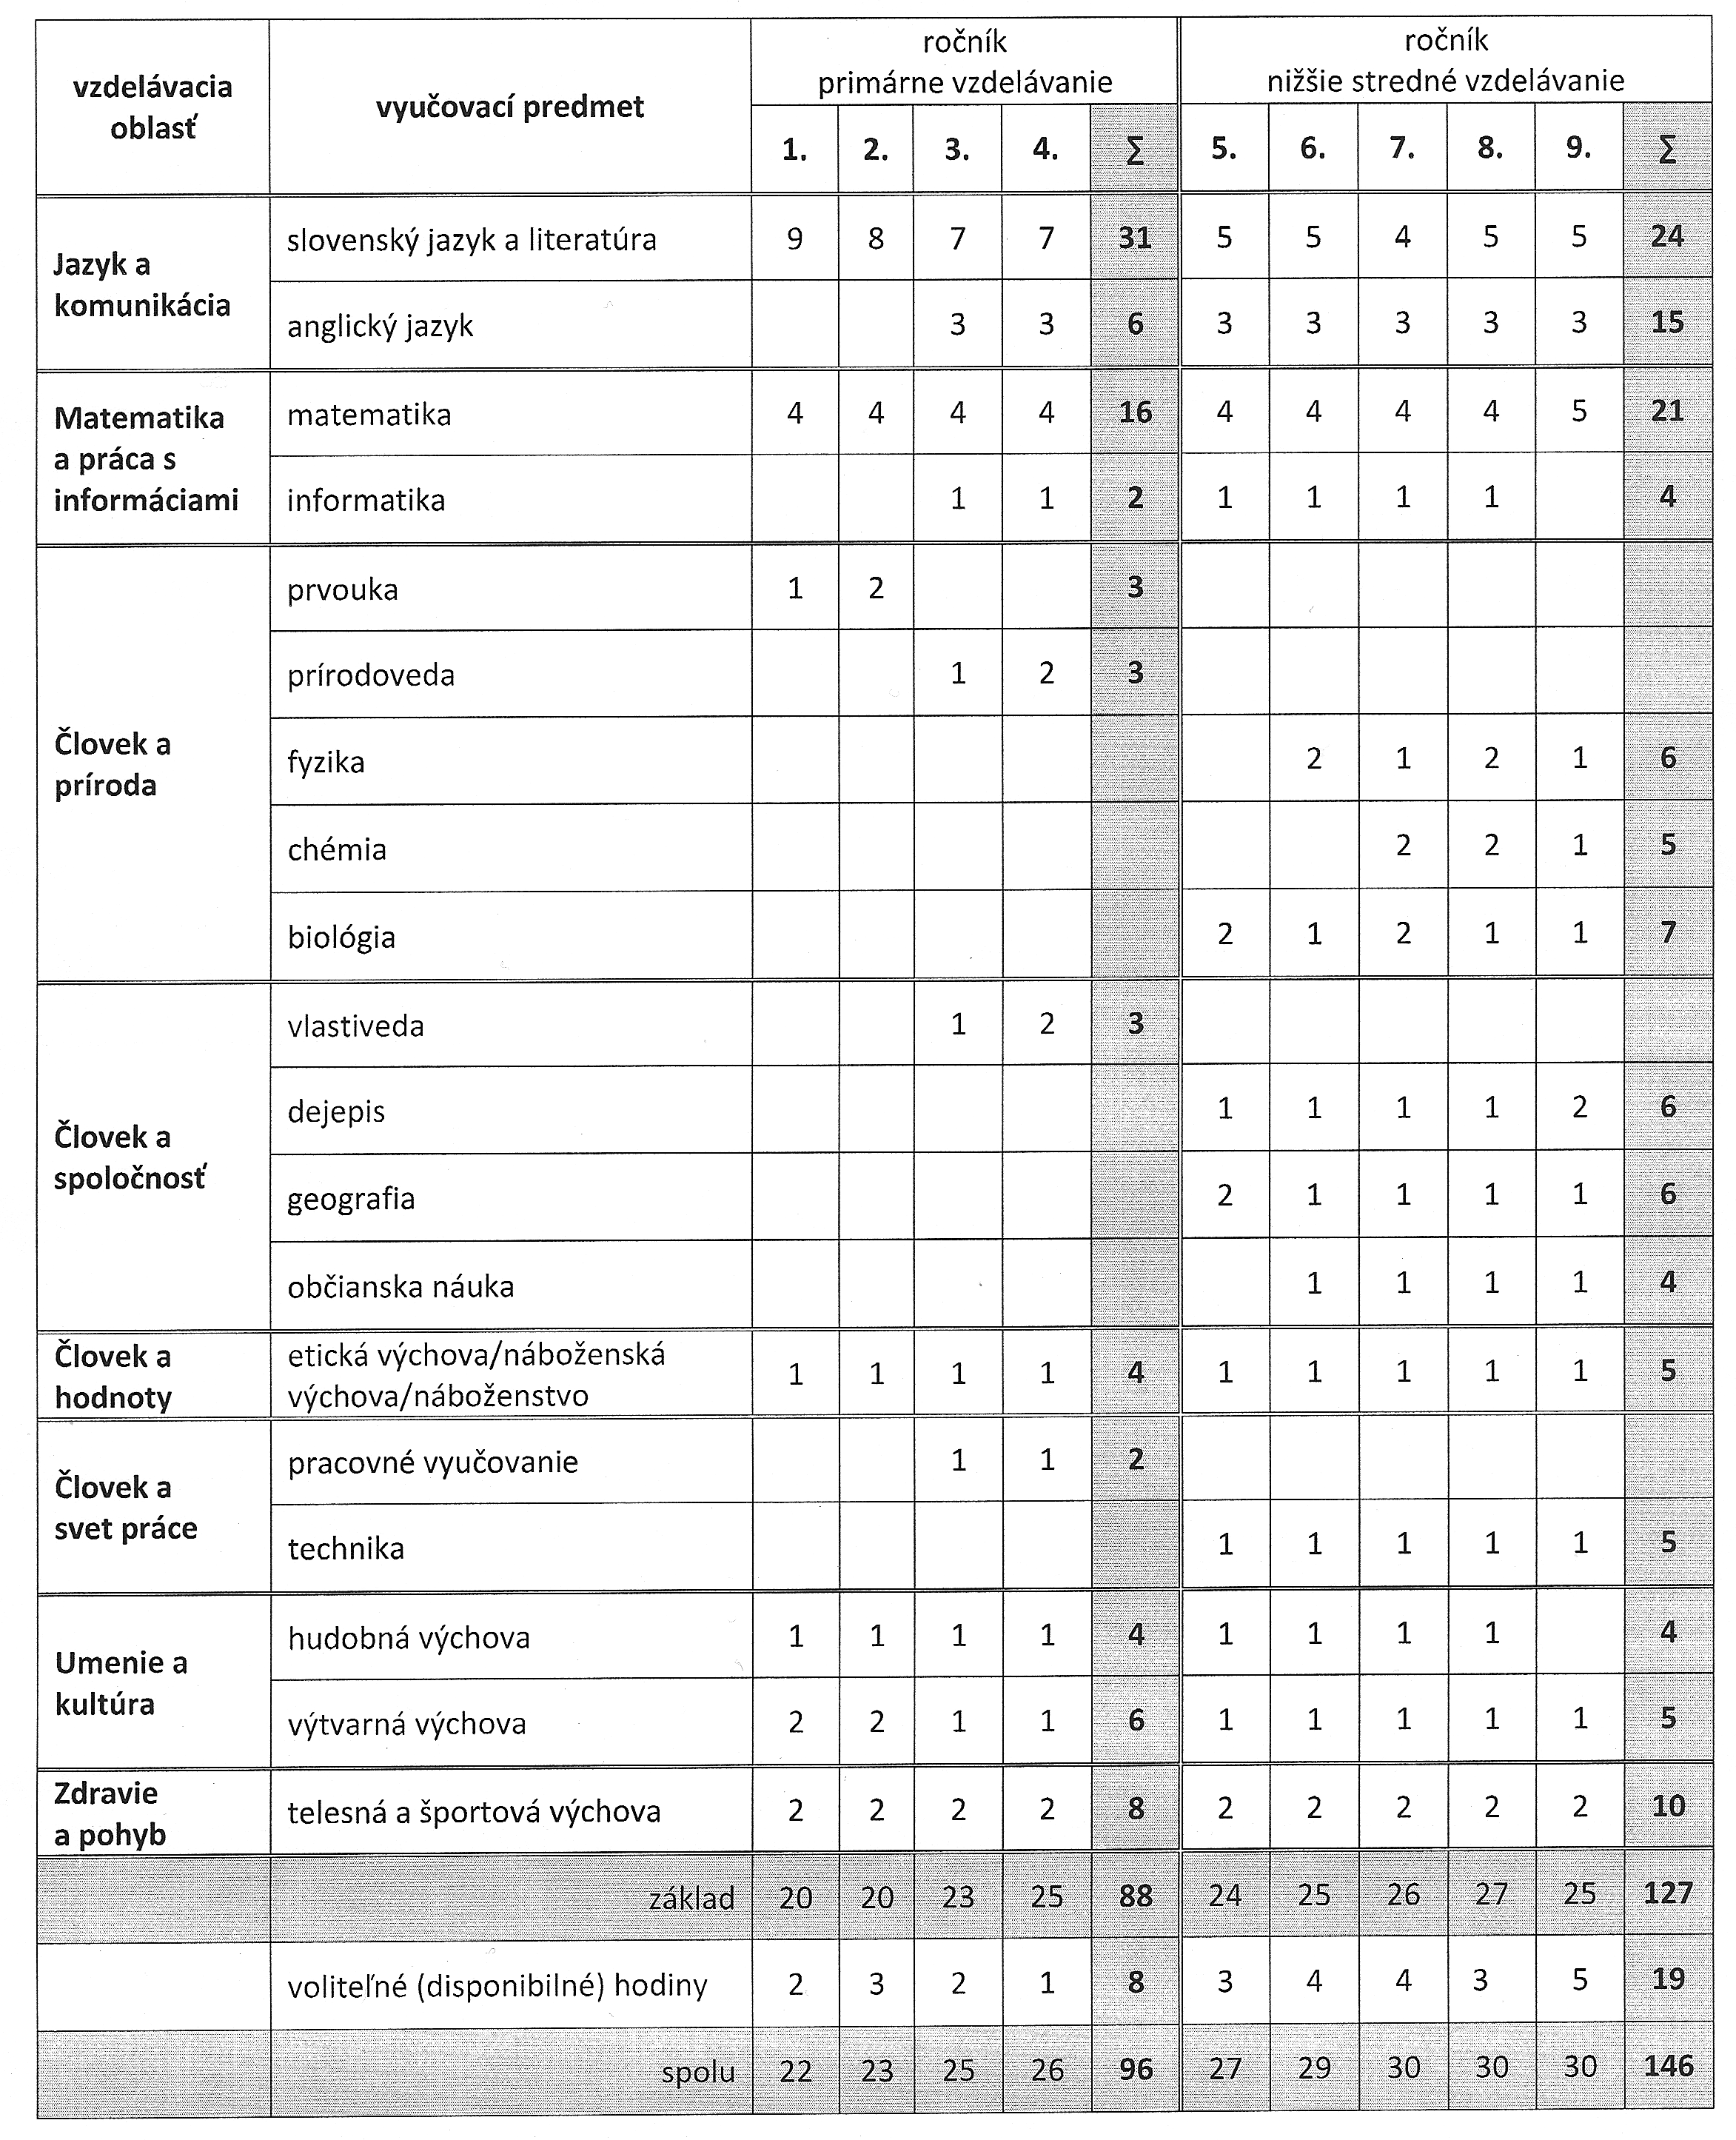 vzdelávacia
oblasť
vyučovací predmet
ročník
primárne vzdelávanie
ročník
nižšie stredné vzdelávanie
1. 2. 3. 4. ∑ 5. 6. 7. 8. 9. ∑
Jazyk a
komunikácia
slovenský jazyk a literatúra 9 8 7 7 31 5 5 4 5 5 24
anglický jazyk 3 3 6 3 3 3 3 3 15
Matematika
a práca s
informáciami
matematika 4 4 4 4 16 4 4 4 4 5 21
informatika 1 1 2 1 1 1 1 4
Človek a
príroda
prvouka 1 2 3
prírodoveda 1 2 3
fyzika 2 1 2 1 6
chémia 2 2 1 5
biológia 2 1 2 1 1 7
Človek a
spoločnosť
vlastiveda 1 2 3
dejepis 1 1 1 1 2 6
geografia 2 1 1 1 1 6
občianska náuka 1 1 1 1 4
Človek a
hodnoty
etická výchova/náboženská
výchova/náboženstvo
1 1 1 1 4 1 1 1 1 1 5
Človek a
svet práce
pracovné vyučovanie 1 1 2
technika 1 1 1 1 1 5
Umenie a
kultúra
hudobná výchova 1 1 1 1 4 1 1 1 1 4
výtvarná výchova 2 2 1 1 6 1 1 1 1 1 5
Zdravie
a pohyb
telesná a športová výchova 2 2 2 2 8 2 2 2 2 2 10
základ 20 20 23 25 88 24 25 26 27 25 127
voliteľné (disponibilné) hodiny 2 3 2 1 8 3 4 4 3 5 19
spolu 22 23 25 26 96 27 29 30 30 30 146